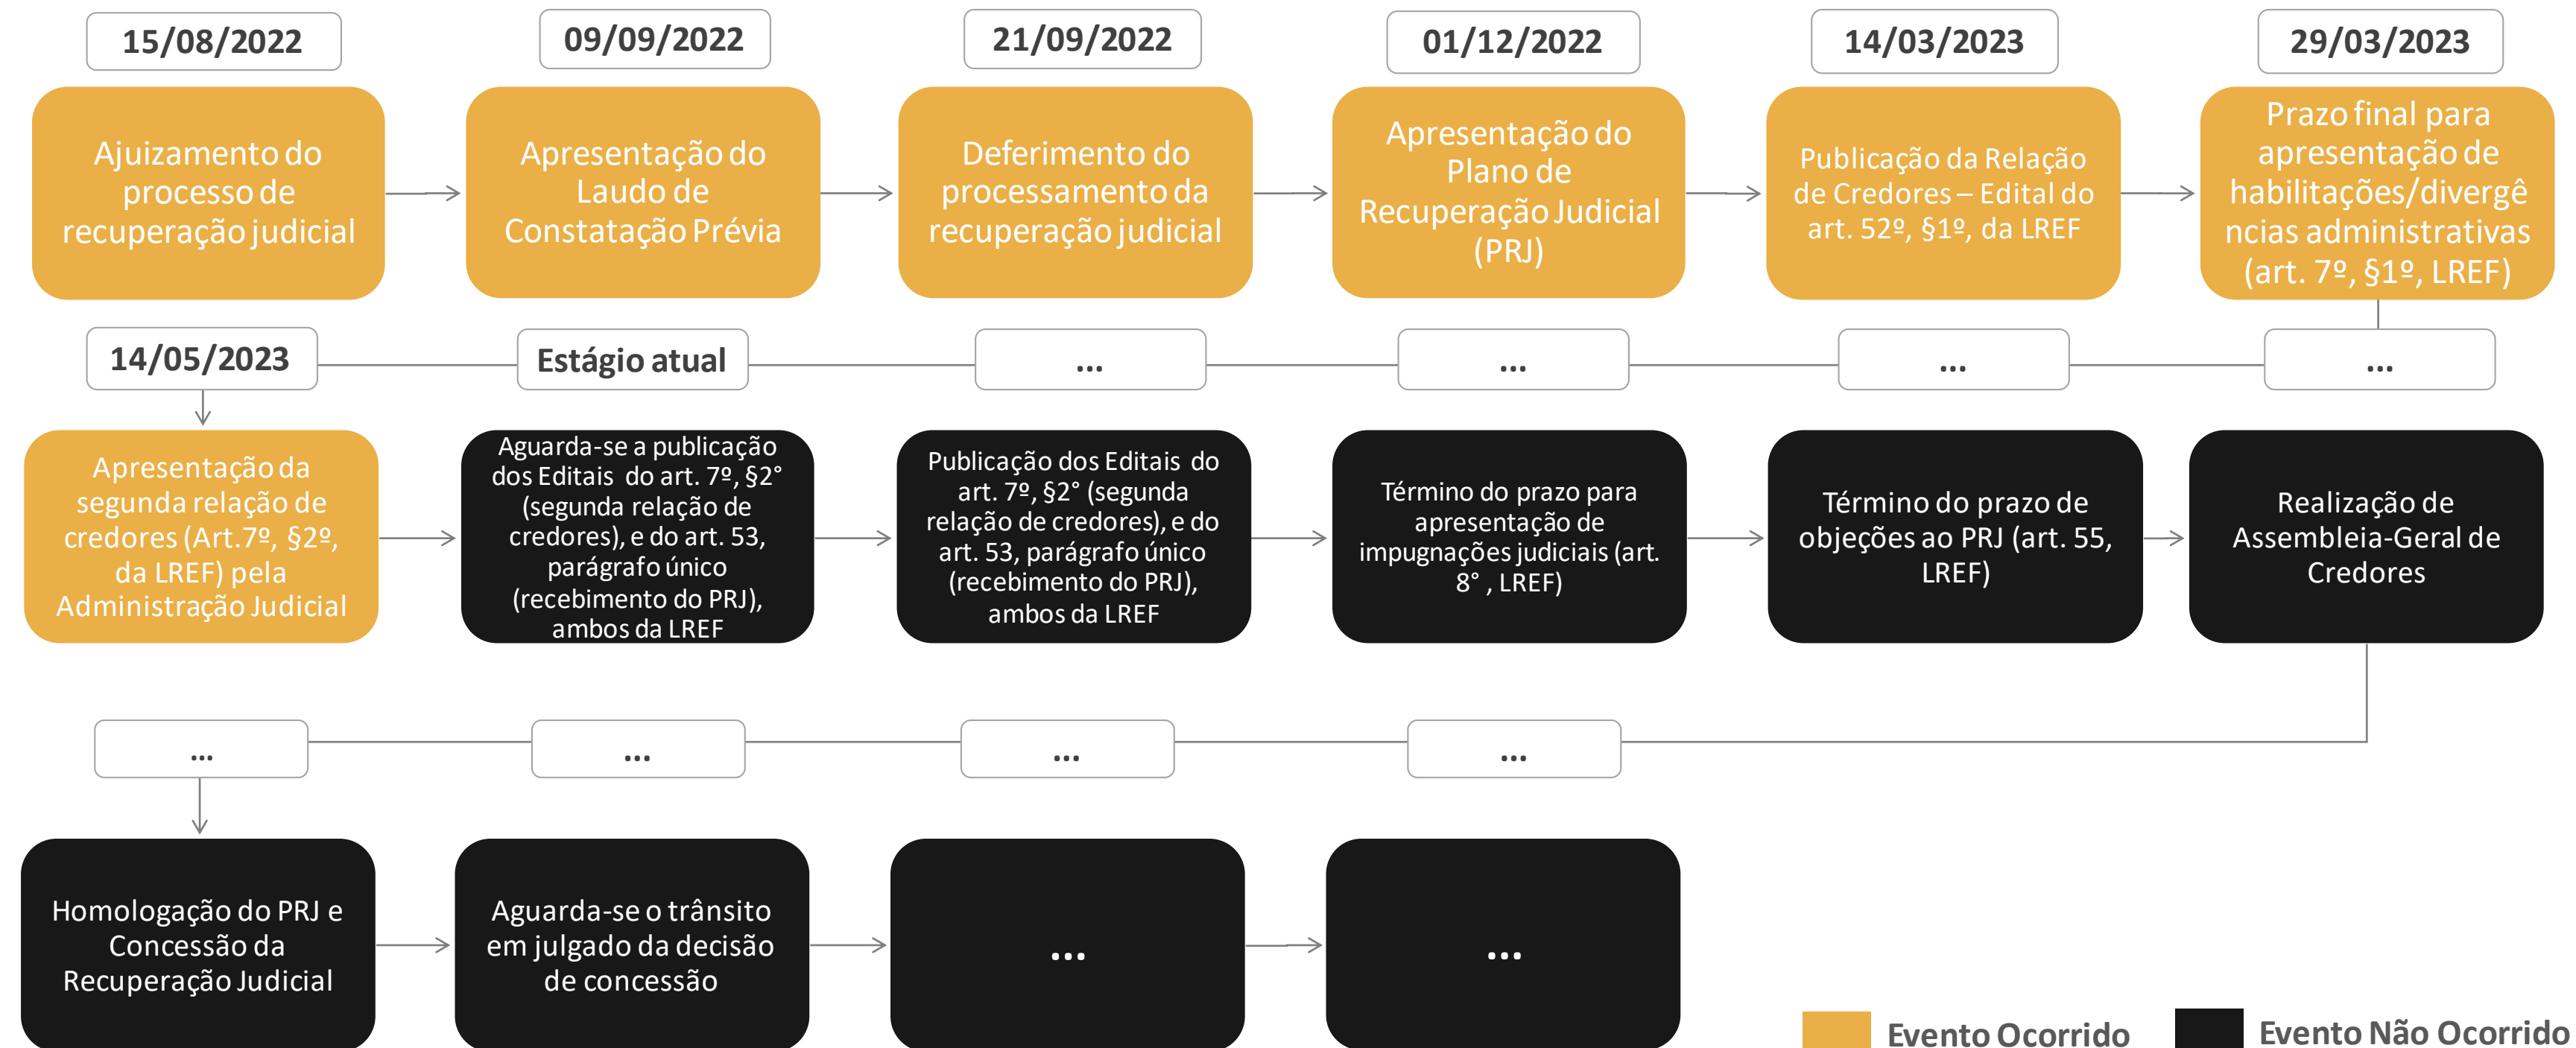 15/08/2022
09/09/2022
21/09/2022
01/12/2022
14/03/2023
29/03/2023
Ajuizamento do
processo de
recuperação judicial
Apresentação do
Laudo de
Constatação Prévia
Deferimento do
processamento da
recuperação judicial
Apresentação do
Plano de
Recuperação Judicial
(PRJ)
Publicação da Relação
de Credores – Edital do
art. 52º, §1º, da LREF
Prazo final para
apresentação de
habilitações/divergê
ncias administrativas
(art. 7º, §1º, LREF)
14/05/2023
Estágio atual
...
...
...
...
Apresentação da
segunda relação de
credores (Art.7º, §2º,
da LREF) pela
Administração Judicial
Aguarda-se a publicação
dos Editais do art. 7º, §2°
(segunda relação de
credores), e do art. 53,
parágrafo único
(recebimento do PRJ),
ambos da LREF
Publicação dos Editais do
art. 7º, §2° (segunda
relação de credores), e do
art. 53, parágrafo único
(recebimento do PRJ),
ambos da LREF
Término do prazo para
apresentação de
impugnações judiciais (art.
8° , LREF)
Término do prazo de
objeções ao PRJ (art. 55,
LREF)
Realização de
Assembleia-Geral de
Credores
...
...
...
...
Homologação do PRJ e
Concessão da
Recuperação Judicial
Aguarda-se o trânsito
em julgado da decisão
de concessão
...
...
Evento Ocorrido
Evento Não Ocorrido